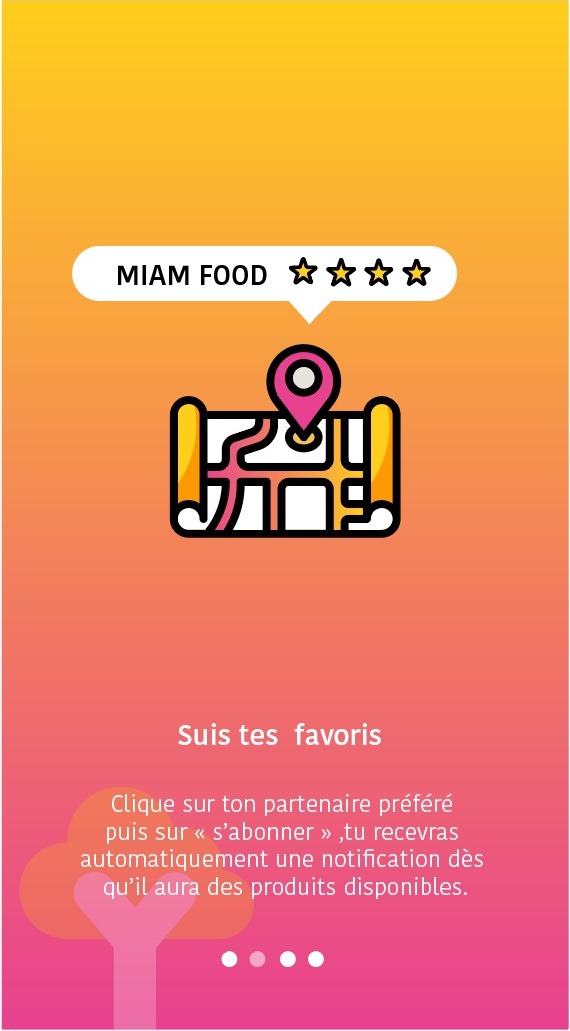 MIAM FOOD
Suis tes  favoris
Clique sur ton partenaire préféré
puis sur « s’abonner » ,tu recevras
automatiquement une notification dès
qu’il aura des produits disponibles.